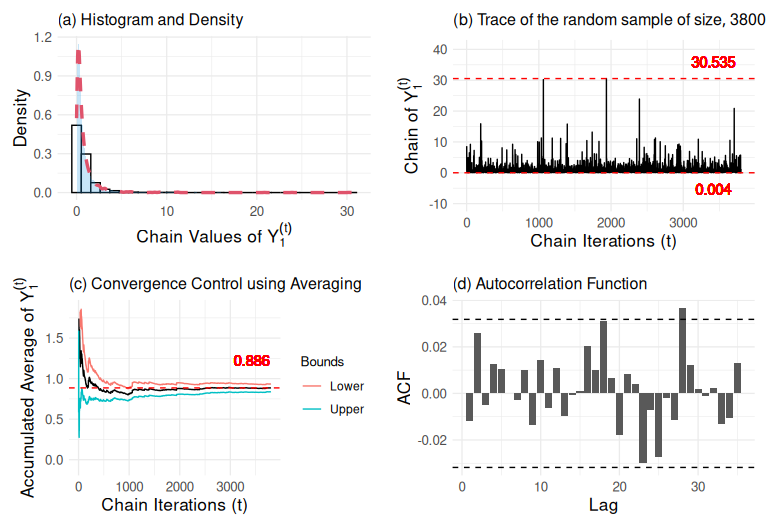 (a) Histogram and Density
1.2
0.9
0.6
0.3
0.0
Density
0
10
20
30
Chain Values of Y₁⁽ᵗ⁾
(b) Trace of the random sample of size, 3800
40
30
20
10
0
-10
Chain of Y₁⁽ᵗ⁾
30.535
0.004
0
1000
2000
3000
Chain Iterations (t)
(c) Convergence Control using Averaging
1.5
1.0
0.5
0.0
Accumulated Average of Y₁⁽ᵗ⁾
0.886
0
1000
2000
3000
Chain Iterations (t)
Bounds
Lower
Upper
(d) Autocorrelation Function
0.04
0.02
0.00
-0.02
ACF
0
10
20
30
Lag